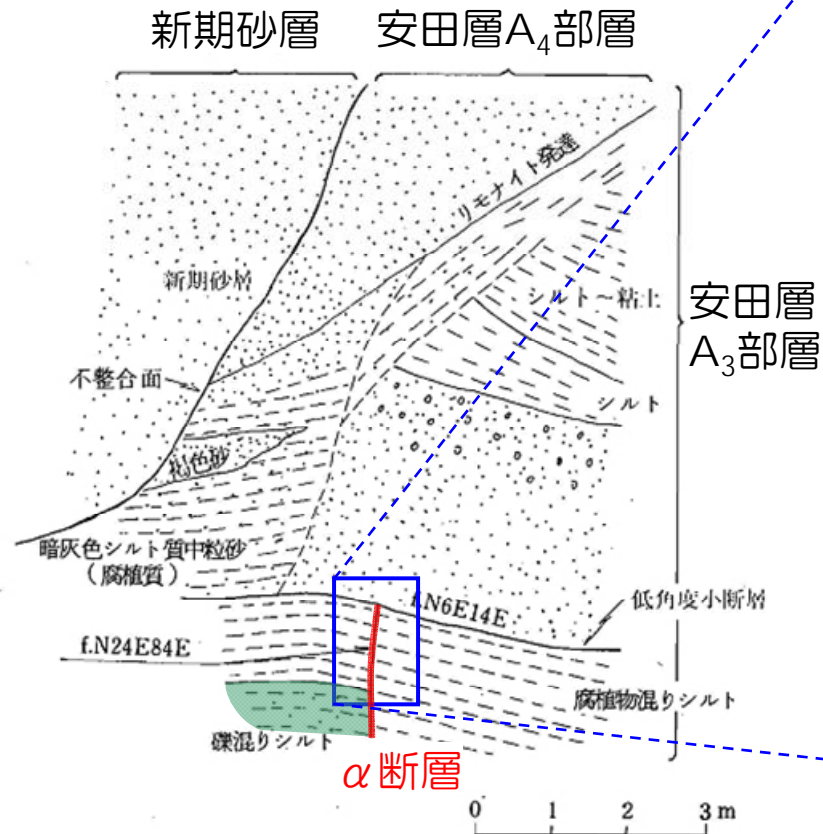 新期砂層
安田層A₄部層
リモナイト発達
新期砂層
シルト～粘土
安田層
A₃部層
不整合面
シルト
褐色砂
暗灰色シルト質中粒砂
（腐植質）
f.N6E14E
低角度小断層
f.N24E84E
腐植物混りシルト
礫混りシルト
α断層
0 1 2 3 m